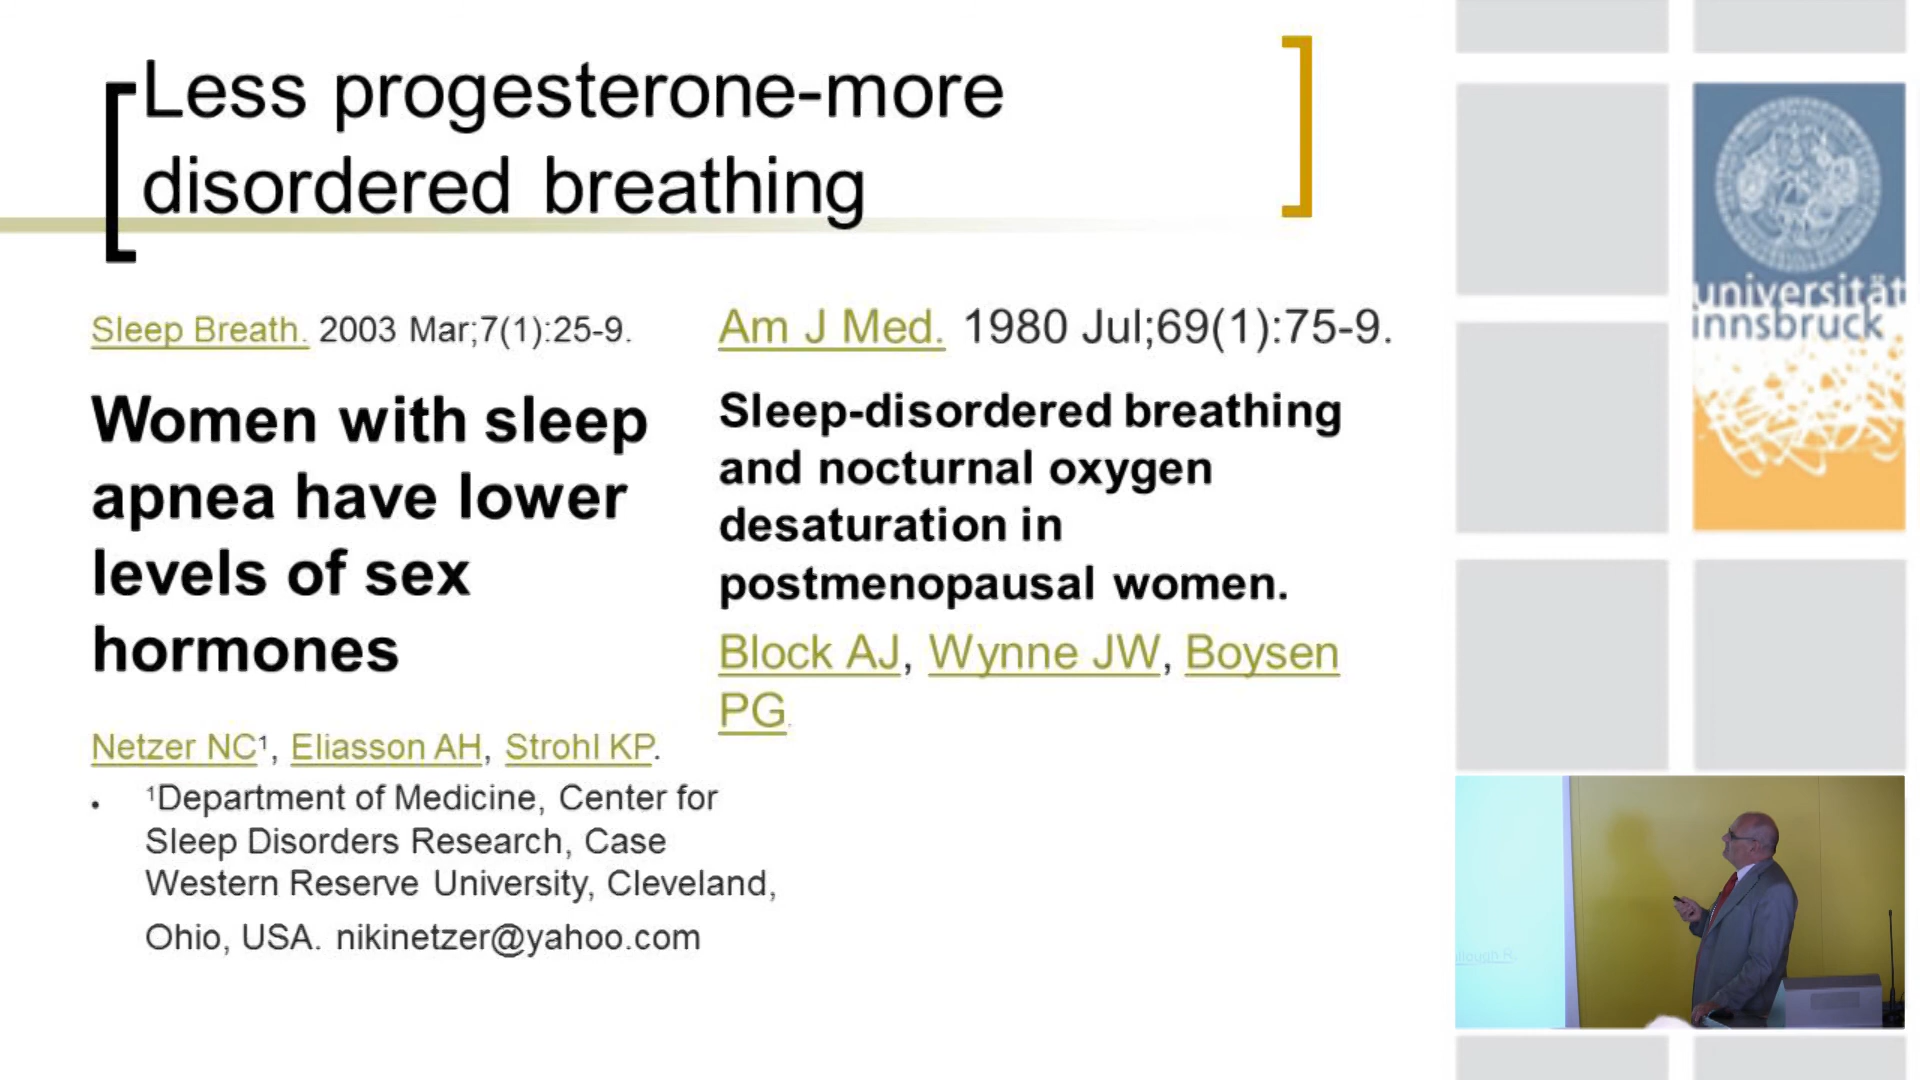 Less progesterone-more
disordered breathing
Sleep Breath. 2003 Mar;7(1):25-9.
Women with sleep
apnea have lower
levels of sex
hormones
Netzer NC¹, Eliasson AH, Strohl KP.
• ¹Department of Medicine, Center for
Sleep Disorders Research, Case
Western Reserve University, Cleveland,
Ohio, USA. nikinetzer@yahoo.com
Am J Med. 1980 Jul;69(1):75-9.
Sleep-disordered breathing
and nocturnal oxygen
desaturation in
postmenopausal women.
Block AJ, Wynne JW, Boysen
PG.
universität
innsbruck